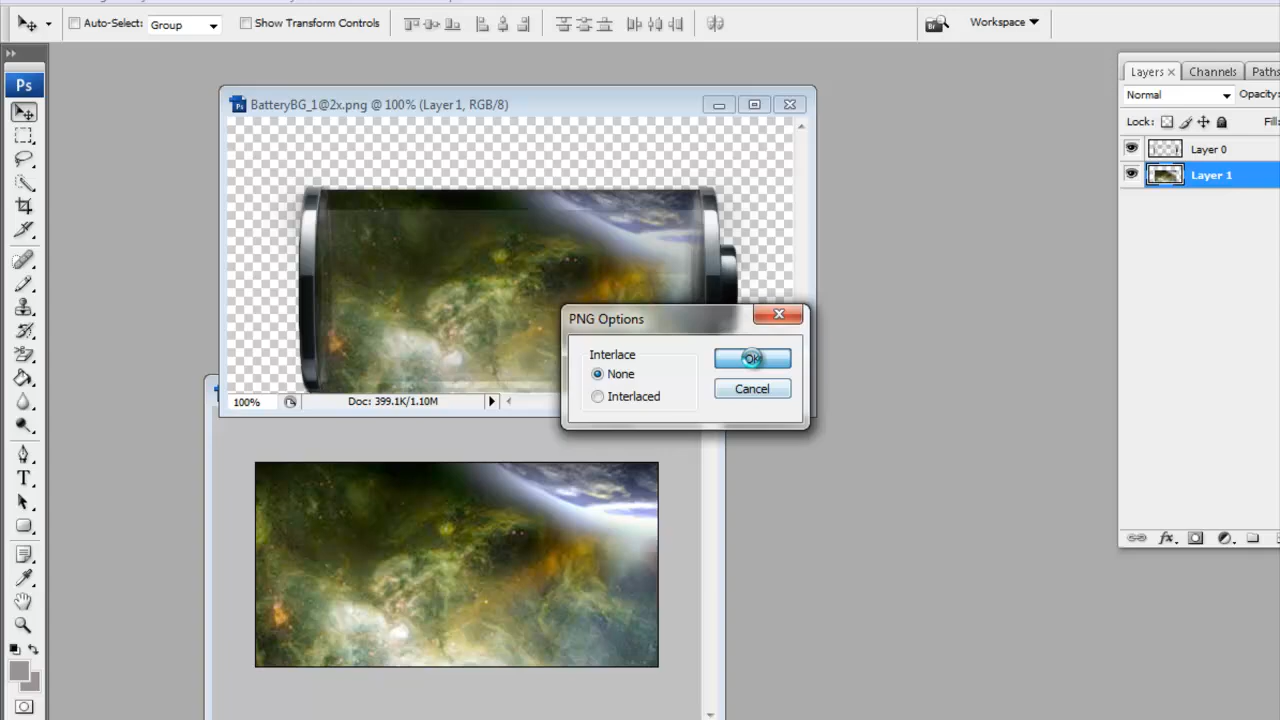 Auto-Select: Group Show Transform Controls Workspace
Br
Ps
BatteryBG_1@2x.png @ 100% (Layer 1, RGB/8)
Layers Channels Paths
Normal Opacity:
Lock: Fill:
Layer 0
Layer 1
PNG Options
Interlace
None
Interlaced
OK
Cancel
100% Doc: 399.1K/1.10M
T
fx.